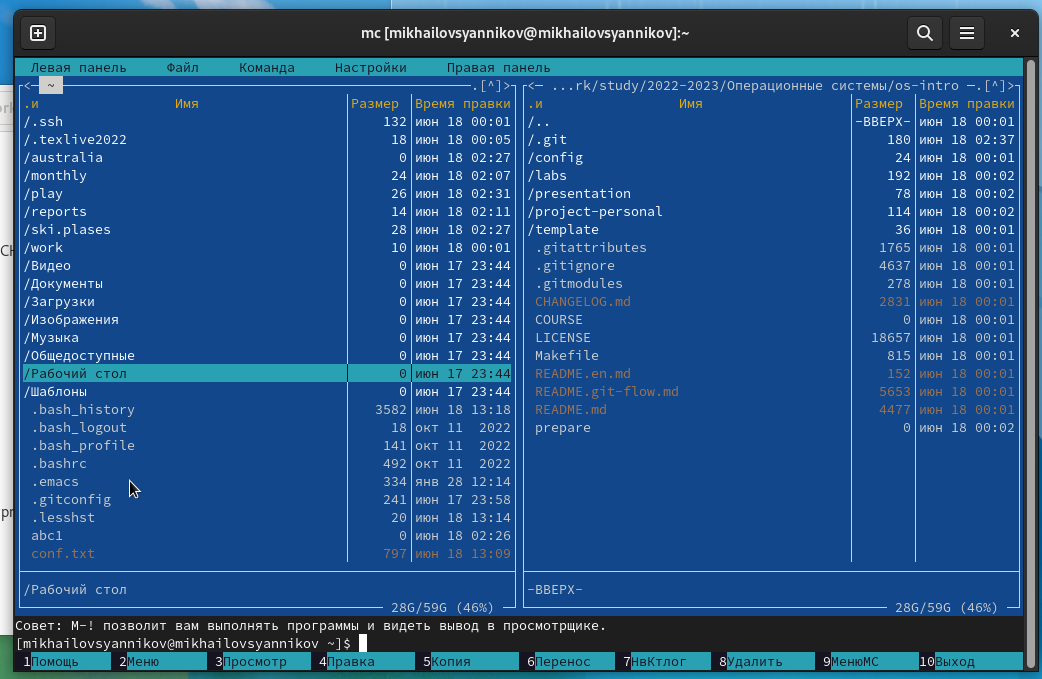 mc [mikhailovsyannikov@mikhailovsyannikov]:~
Левая панель Файл Команда Настройки Правая панель
<─ ~ .[^]>
.и Имя Размер Время правки
/.ssh 132 июн 18 00:01
/.texlive2022 18 июн 18 00:05
/australia 0 июн 18 02:27
/monthly 24 июн 18 02:07
/play 26 июн 18 02:31
/reports 14 июн 18 02:11
/ski.plases 28 июн 18 02:27
/work 10 июн 18 00:01
/Видео 0 июн 17 23:44
/Документы 0 июн 17 23:44
/Загрузки 0 июн 17 23:44
/Изображения 0 июн 17 23:44
/Музыка 0 июн 17 23:44
/Общедоступные 0 июн 17 23:44
/Рабочий стол 0 июн 17 23:44
/Шаблоны 0 июн 17 23:44
.bash_history 3582 июн 18 13:18
.bash_logout 18 окт 11 2022
.bash_profile 141 окт 11 2022
.bashrc 492 окт 11 2022
.emacs 334 янв 28 12:14
.gitconfig 241 июн 17 23:58
.lesshst 20 июн 18 13:14
abc1 0 июн 18 02:26
conf.txt 797 июн 18 13:09
/Рабочий стол
28G/59G (46%)
<─ ...rk/study/2022-2023/Операционные системы/os-intro ─.[^]>
.и Имя Размер Время правки
/.. -ВВЕРХ- июн 18 00:01
/.git 180 июн 18 02:37
/config 24 июн 18 00:01
/labs 192 июн 18 00:02
/presentation 78 июн 18 00:02
/project-personal 114 июн 18 00:02
/template 36 июн 18 00:01
.gitattributes 1765 июн 18 00:01
.gitignore 4637 июн 18 00:01
.gitmodules 278 июн 18 00:01
CHANGELOG.md 2831 июн 18 00:01
COURSE 0 июн 18 00:01
LICENSE 18657 июн 18 00:01
Makefile 815 июн 18 00:01
README.en.md 152 июн 18 00:01
README.git-flow.md 5653 июн 18 00:01
README.md 4477 июн 18 00:01
prepare 0 июн 18 00:02
-ВВЕРХ-
28G/59G (46%)
Совет: M-! позволит вам выполнять программы и видеть вывод в просмотрщике.
[mikhailovsyannikov@mikhailovsyannikov ~]$
1Помощь 2Меню 3Просмотр 4Правка 5Копия 6Перенос 7НвКтлог 8Удалить 9МенюМС 10Выход